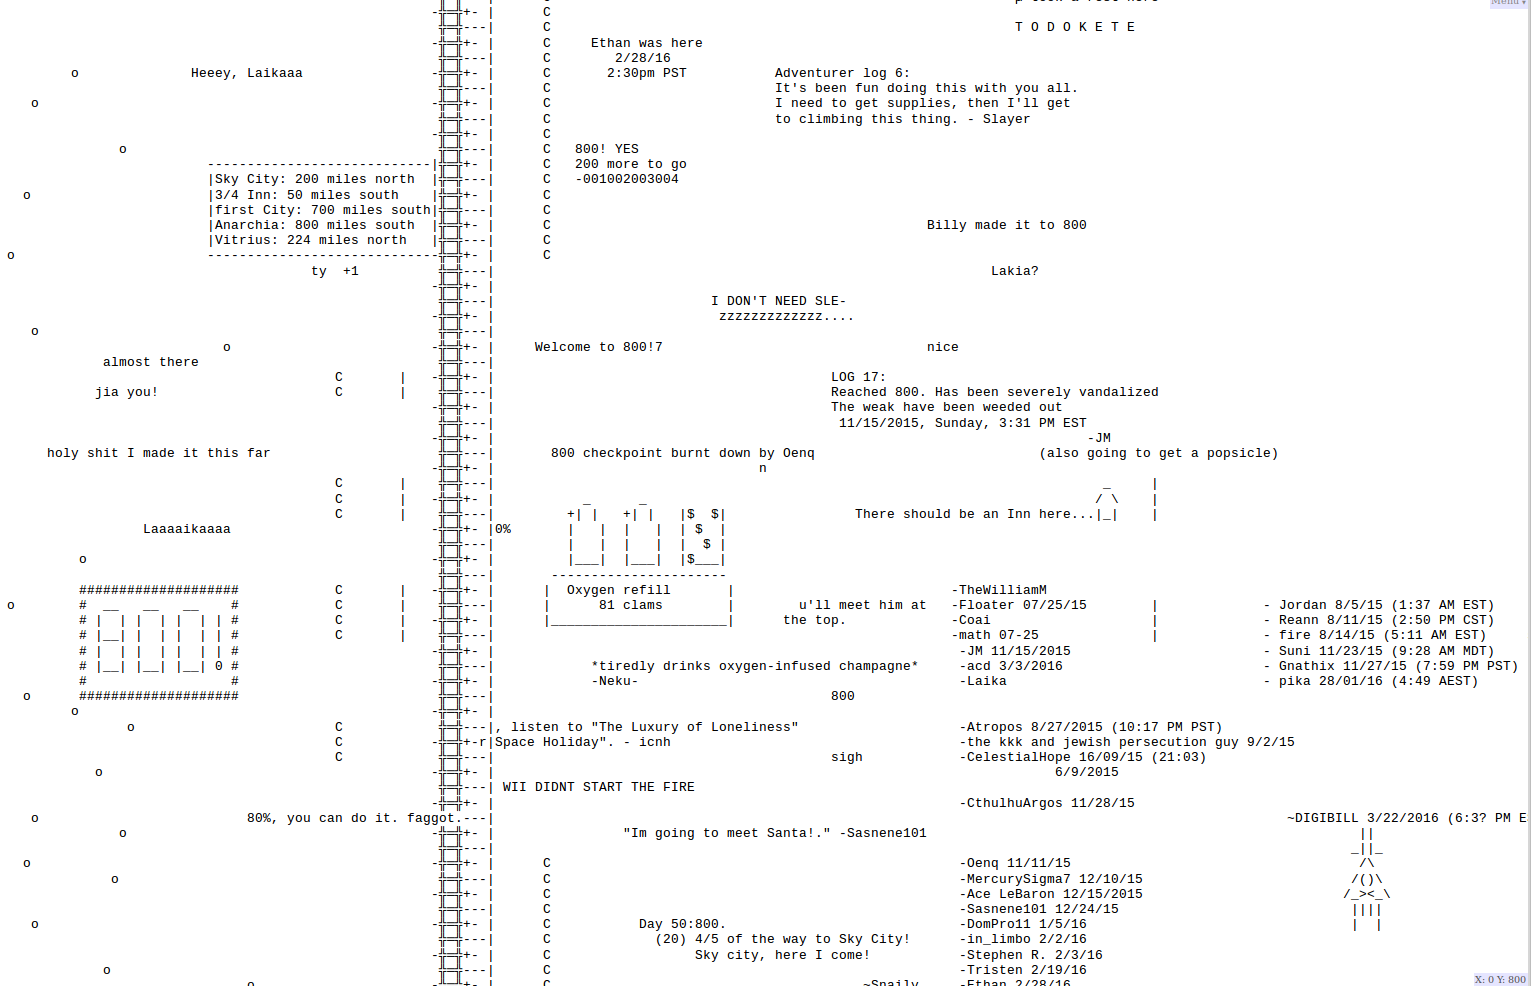 Menu
T O D O K E T E
Ethan was here
2/28/16
Heeey, Laikaaa
2:30pm PST
Adventurer log 6:
It's been fun doing this with you all.
I need to get supplies, then I'll get
to climbing this thing. - Slayer
800! YES
200 more to go
-001002003004
Sky City: 200 miles north
3/4 Inn: 50 miles south
first City: 700 miles south
Anarchia: 800 miles south
Vitrius: 224 miles north
Billy made it to 800
ty +1
Lakia?
I DON'T NEED SLE-
zzzzzzzzzzzzz....
Welcome to 800!7
nice
almost there
jia you!
LOG 17:
Reached 800. Has been severely vandalized
The weak have been weeded out
11/15/2015, Sunday, 3:31 PM EST
-JM
(also going to get a popsicle)
holy shit I made it this far
800 checkpoint burnt down by Oenq
n
There should be an Inn here...
Laaaaikaaaa
0%
Oxygen refill
81 clams
u'll meet him at
the top.
-TheWilliamM
-Floater 07/25/15
-Coai
-math 07-25
-JM 11/15/2015
-acd 3/3/2016
-Laika
- Jordan 8/5/15 (1:37 AM EST)
- Reann 8/11/15 (2:50 PM CST)
- fire 8/14/15 (5:11 AM EST)
- Suni 11/23/15 (9:28 AM MDT)
- Gnathix 11/27/15 (7:59 PM PST)
- pika 28/01/16 (4:49 AEST)
*tiredly drinks oxygen-infused champagne*
-Neku-
800
, listen to "The Luxury of Loneliness"
r|Space Holiday". - icnh
sigh
-Atropos 8/27/2015 (10:17 PM PST)
-the kkk and jewish persecution guy 9/2/15
-CelestialHope 16/09/15 (21:03)
6/9/2015
WII DIDNT START THE FIRE
-CthulhuArgos 11/28/15
80%, you can do it. faggot.
~DIGIBILL 3/22/2016 (6:3? PM E
"Im going to meet Santa!." -Sasnene101
-Oenq 11/11/15
-MercurySigma7 12/10/15
-Ace LeBaron 12/15/2015
-Sasnene101 12/24/15
-DomPro11 1/5/16
-in_limbo 2/2/16
-Stephen R. 2/3/16
-Tristen 2/19/16
-Ethan 2/28/16
Day 50:800.
(20) 4/5 of the way to Sky City!
Sky city, here I come!
~Snaily
X: 0 Y: 800